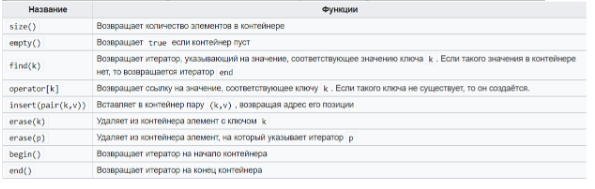 Название Функции
size() Возвращает количество элементов в контейнере
empty() Возвращает true если контейнер пуст
find(k) Возвращает итератор, указывающий на значение, соответствующее значению ключа k . Если такого значения в контейнере
нет, то возвращается итератор end
operator[k] Возвращает ссылку на значение, соответствующее ключу k . Если такого ключа не существует, то он создаётся.
insert(pair(k,v)) Вставляет в контейнер пару (k,v) , возвращая адрес его позиции
erase(k) Удаляет из контейнера элемент с ключом k
erase(p) Удаляет из контейнера элемент, на который указывает итератор p
begin() Возвращает итератор на начало контейнера
end() Возвращает итератор на конец контейнера